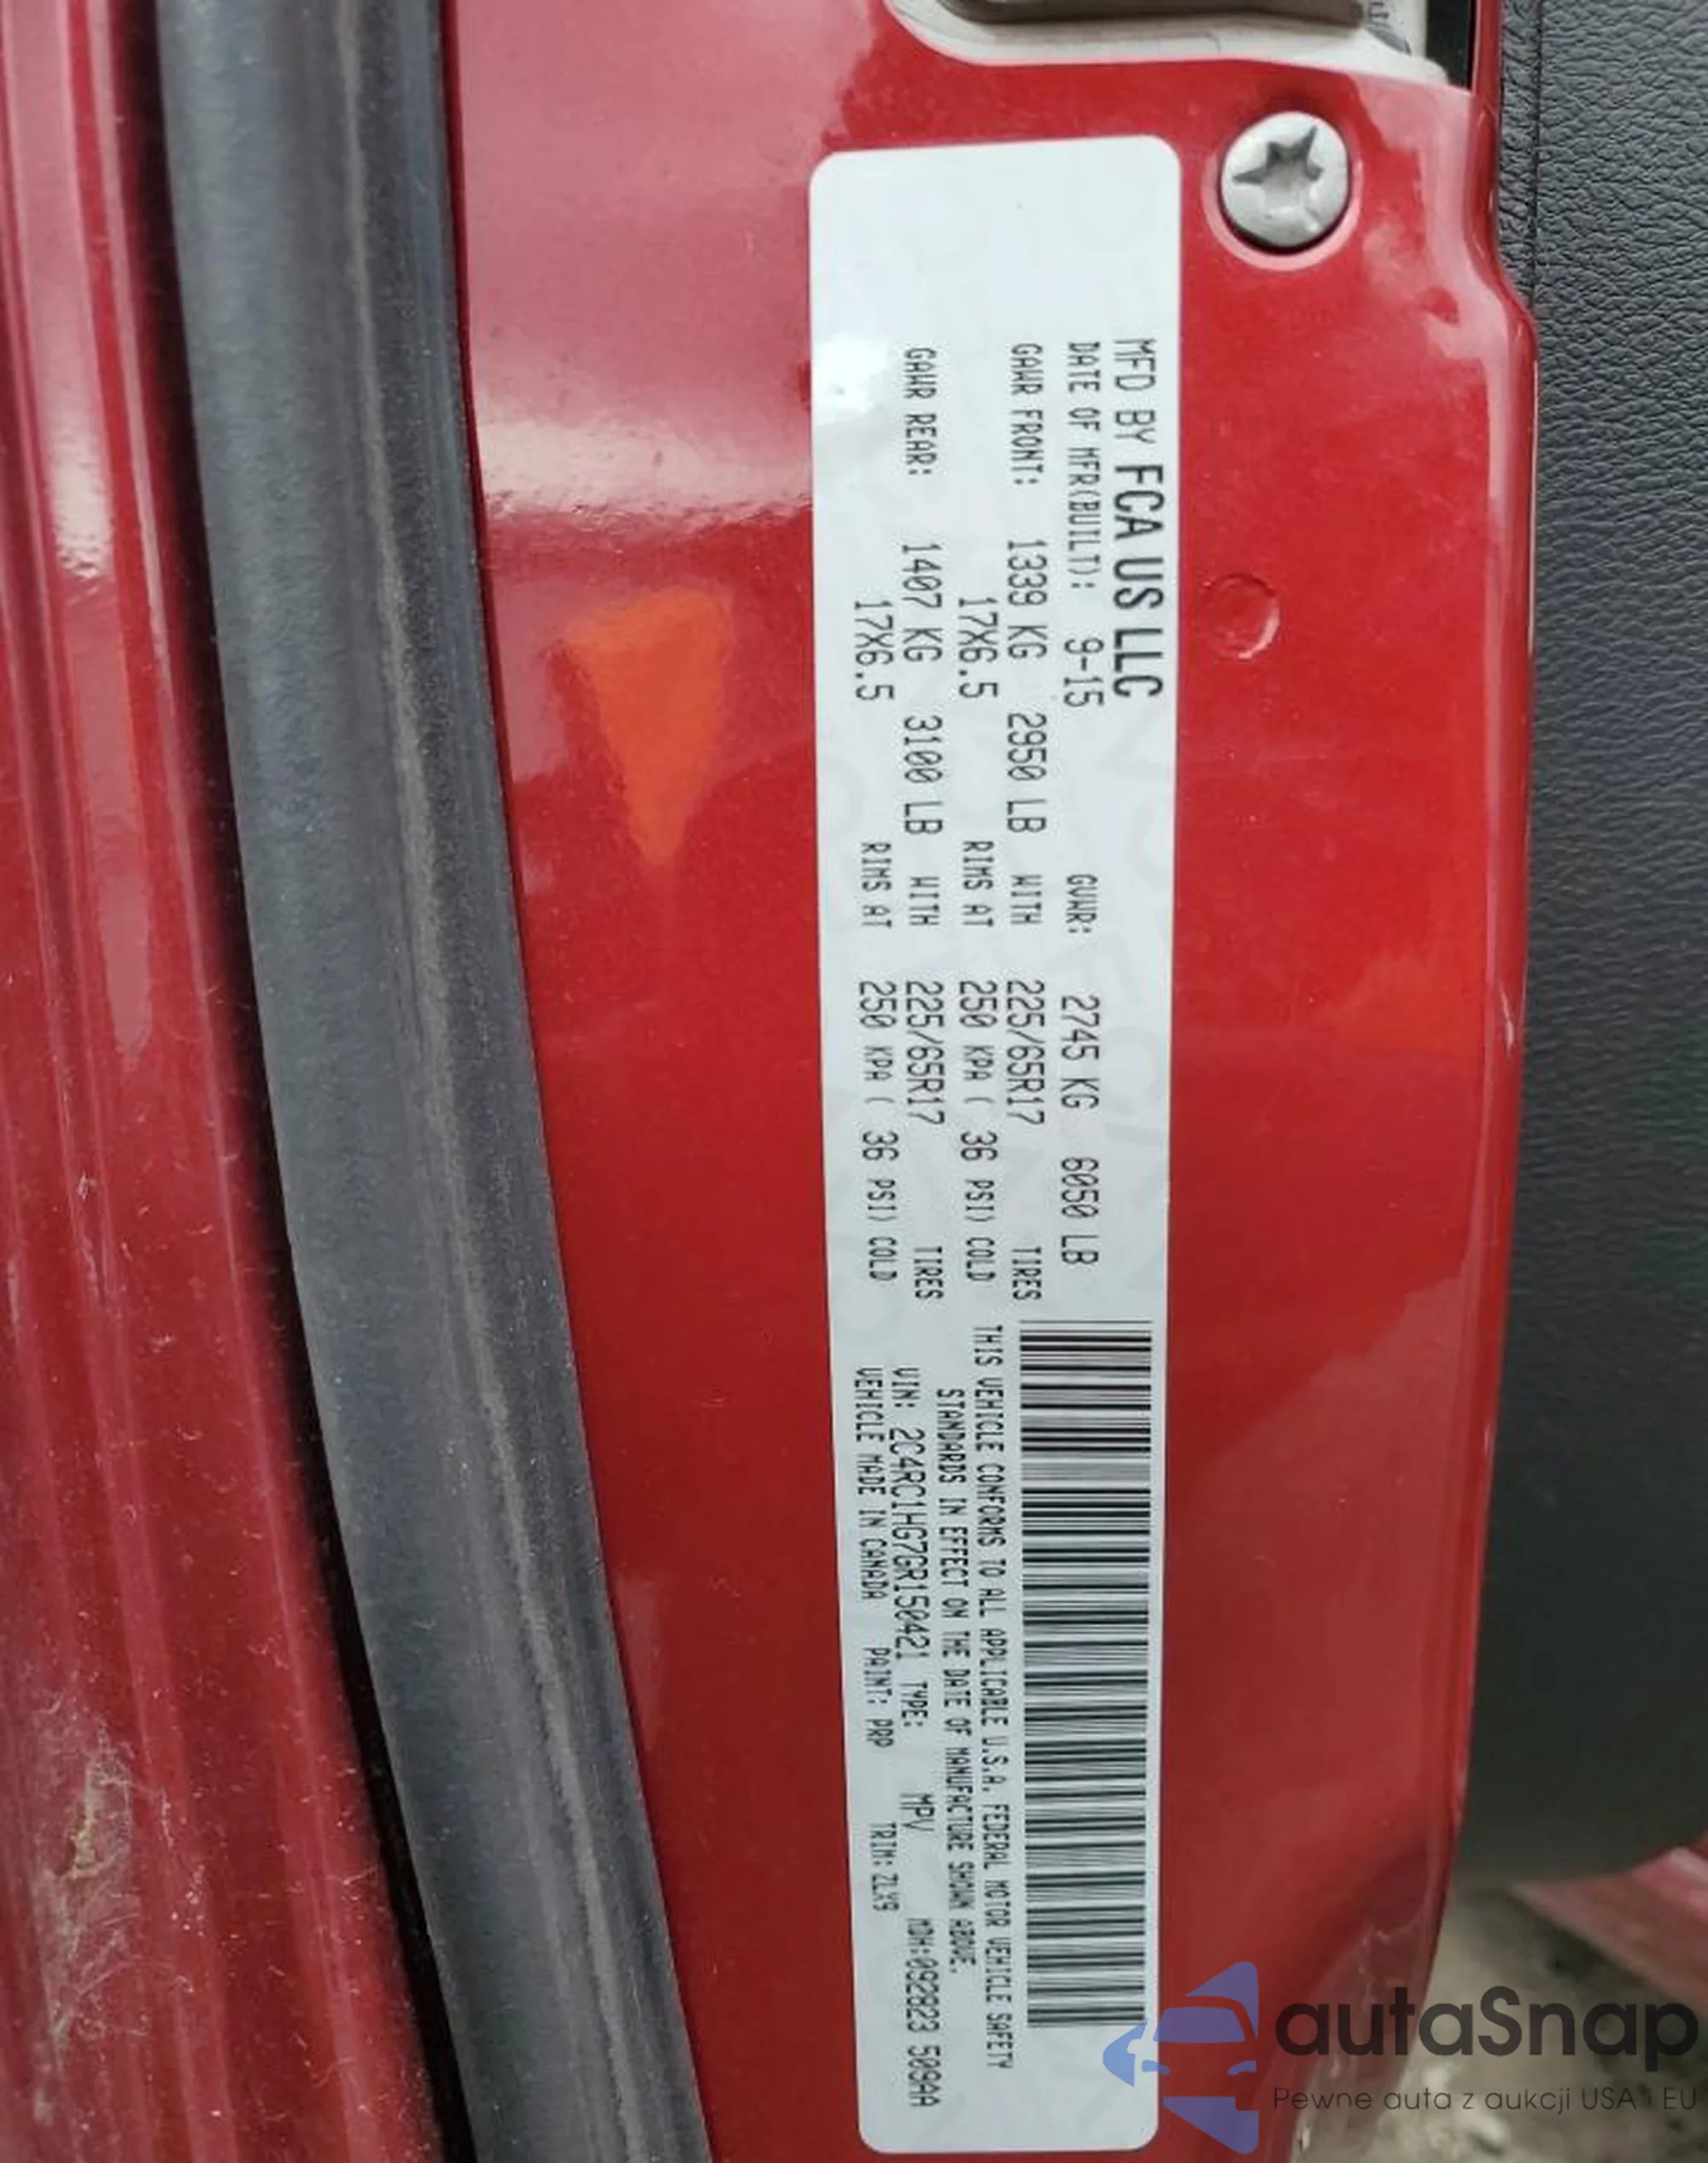 MFD BY FCA US LLC
DATE OF MFR(BUILT): 9-15 GVWR: 2745 KG 6050 LB
GAWR FRONT: 1339 KG 2950 LB WITH 225/65R17 TIRES
17X6.5 RIMS AT 250 KPA ( 36 PSI) COLD
GAWR REAR: 1407 KG 3100 LB WITH 225/65R17 TIRES
17X6.5 RIMS AT 250 KPA ( 36 PSI) COLD
THIS VEHICLE CONFORMS TO ALL APPLICABLE U.S.A. FEDERAL MOTOR VEHICLE SAFETY
STANDARDS IN EFFECT ON THE DATE OF MANUFACTURE SHOWN ABOVE.
VIN: 2C4RC1HG7GR150421 TYPE: MPV MDH:092823 509AA
VEHICLE MADE IN CANADA PAINT: PRP TRIM: ZLX9
autaSnap
Pewne auta z aukcji USA i EU